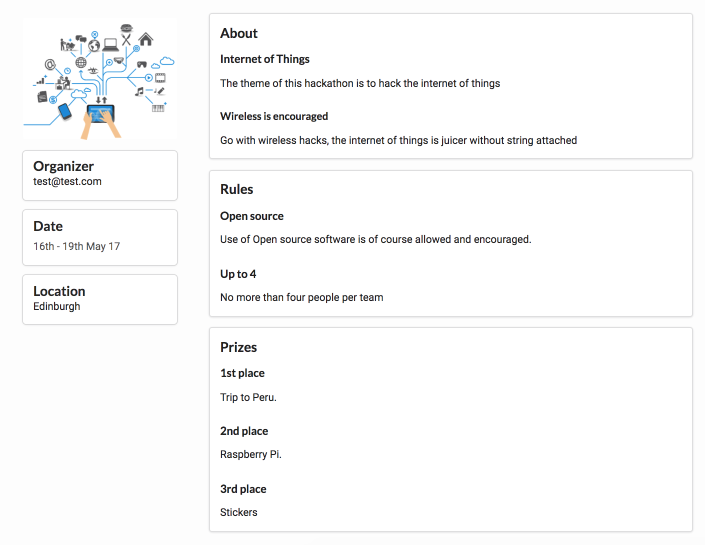 Organizer
test@test.com
Date
16th - 19th May 17
Location
Edinburgh
About
Internet of Things
The theme of this hackathon is to hack the internet of things
Wireless is encouraged
Go with wireless hacks, the internet of things is juicer without string attached
Rules
Open source
Use of Open source software is of course allowed and encouraged.
Up to 4
No more than four people per team
Prizes
1st place
Trip to Peru.
2nd place
Raspberry Pi.
3rd place
Stickers